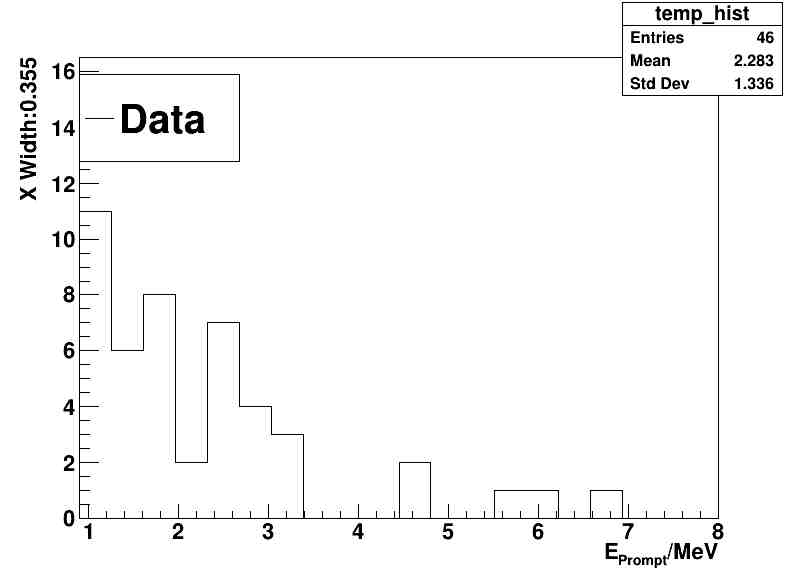 temp_hist
Entries 46
Mean 2.283
Std Dev 1.336
X Width:0.355
16
14
12
10
8
6
4
2
0
Data
1 2 3 4 5 6 7 8
E_Prompt/MeV